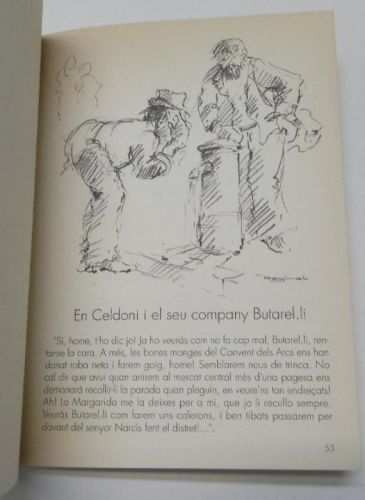 En Celdoni i el seu company Butarel.li
"Sí, home, t'ho dic jo! Ja ho veuràs com no fa cap mal, Butarel.li, ren-
tar-se la cara. A més, les bones monges del Convent dels Arcs ens han
donat roba neta i farem goig, home! Semblarem nous de trinca. No
cal dir que avui quan anirem al mercat central més d'una pagesa ens
demanarà recollir-li la parada quan pleguin, en veure'ns tan endreçats!
Ah! La Margarida me la deixes per a mi, que jo li recullo sempre.
Veuràs Butarel.li com farem uns calerons, i ben tibats passarem per
davant del senyor Narcís fent el distret...".
53